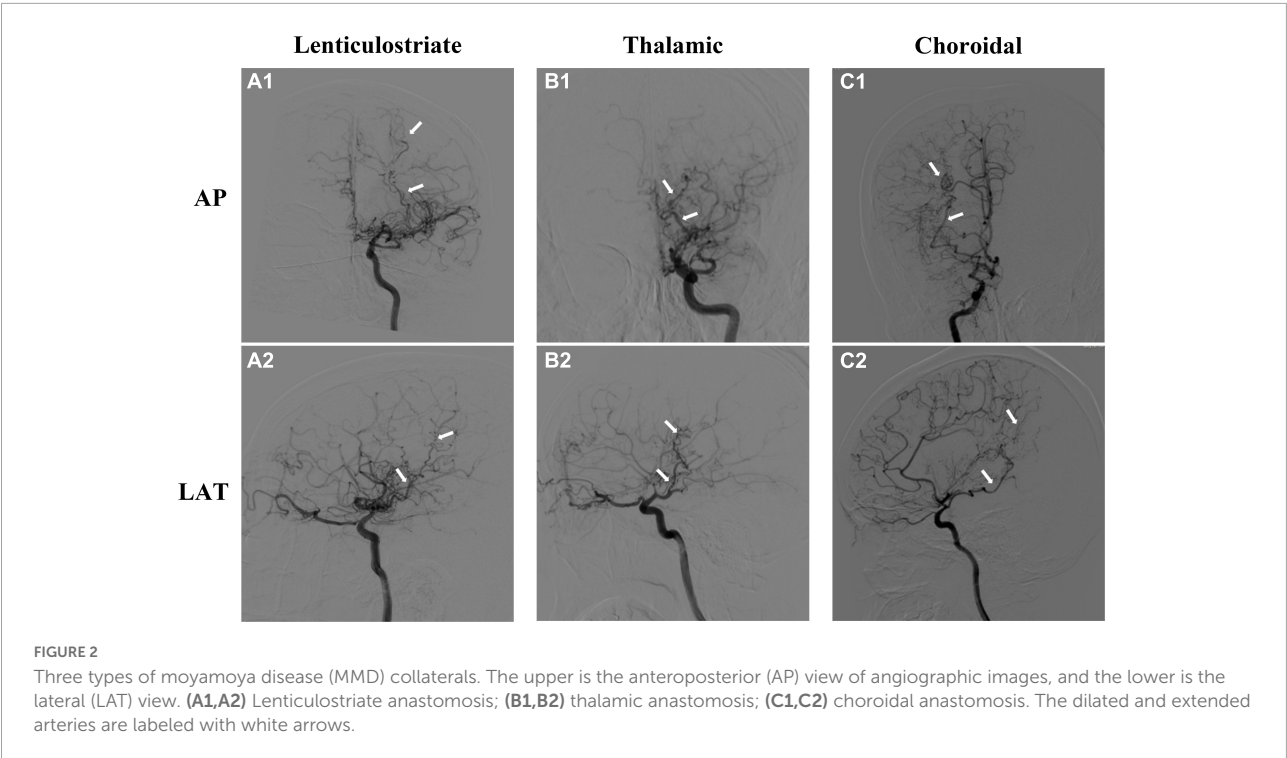 Lenticulostriate
Thalamic
Choroidal
AP
A1
B1
C1
LAT
A2
B2
C2
FIGURE 2
Three types of moyamoya disease (MMD) collaterals. The upper is the anteroposterior (AP) view of angiographic images, and the lower is the
lateral (LAT) view. (A1,A2) Lenticulostriate anastomosis; (B1,B2) thalamic anastomosis; (C1,C2) choroidal anastomosis. The dilated and extended
arteries are labeled with white arrows.